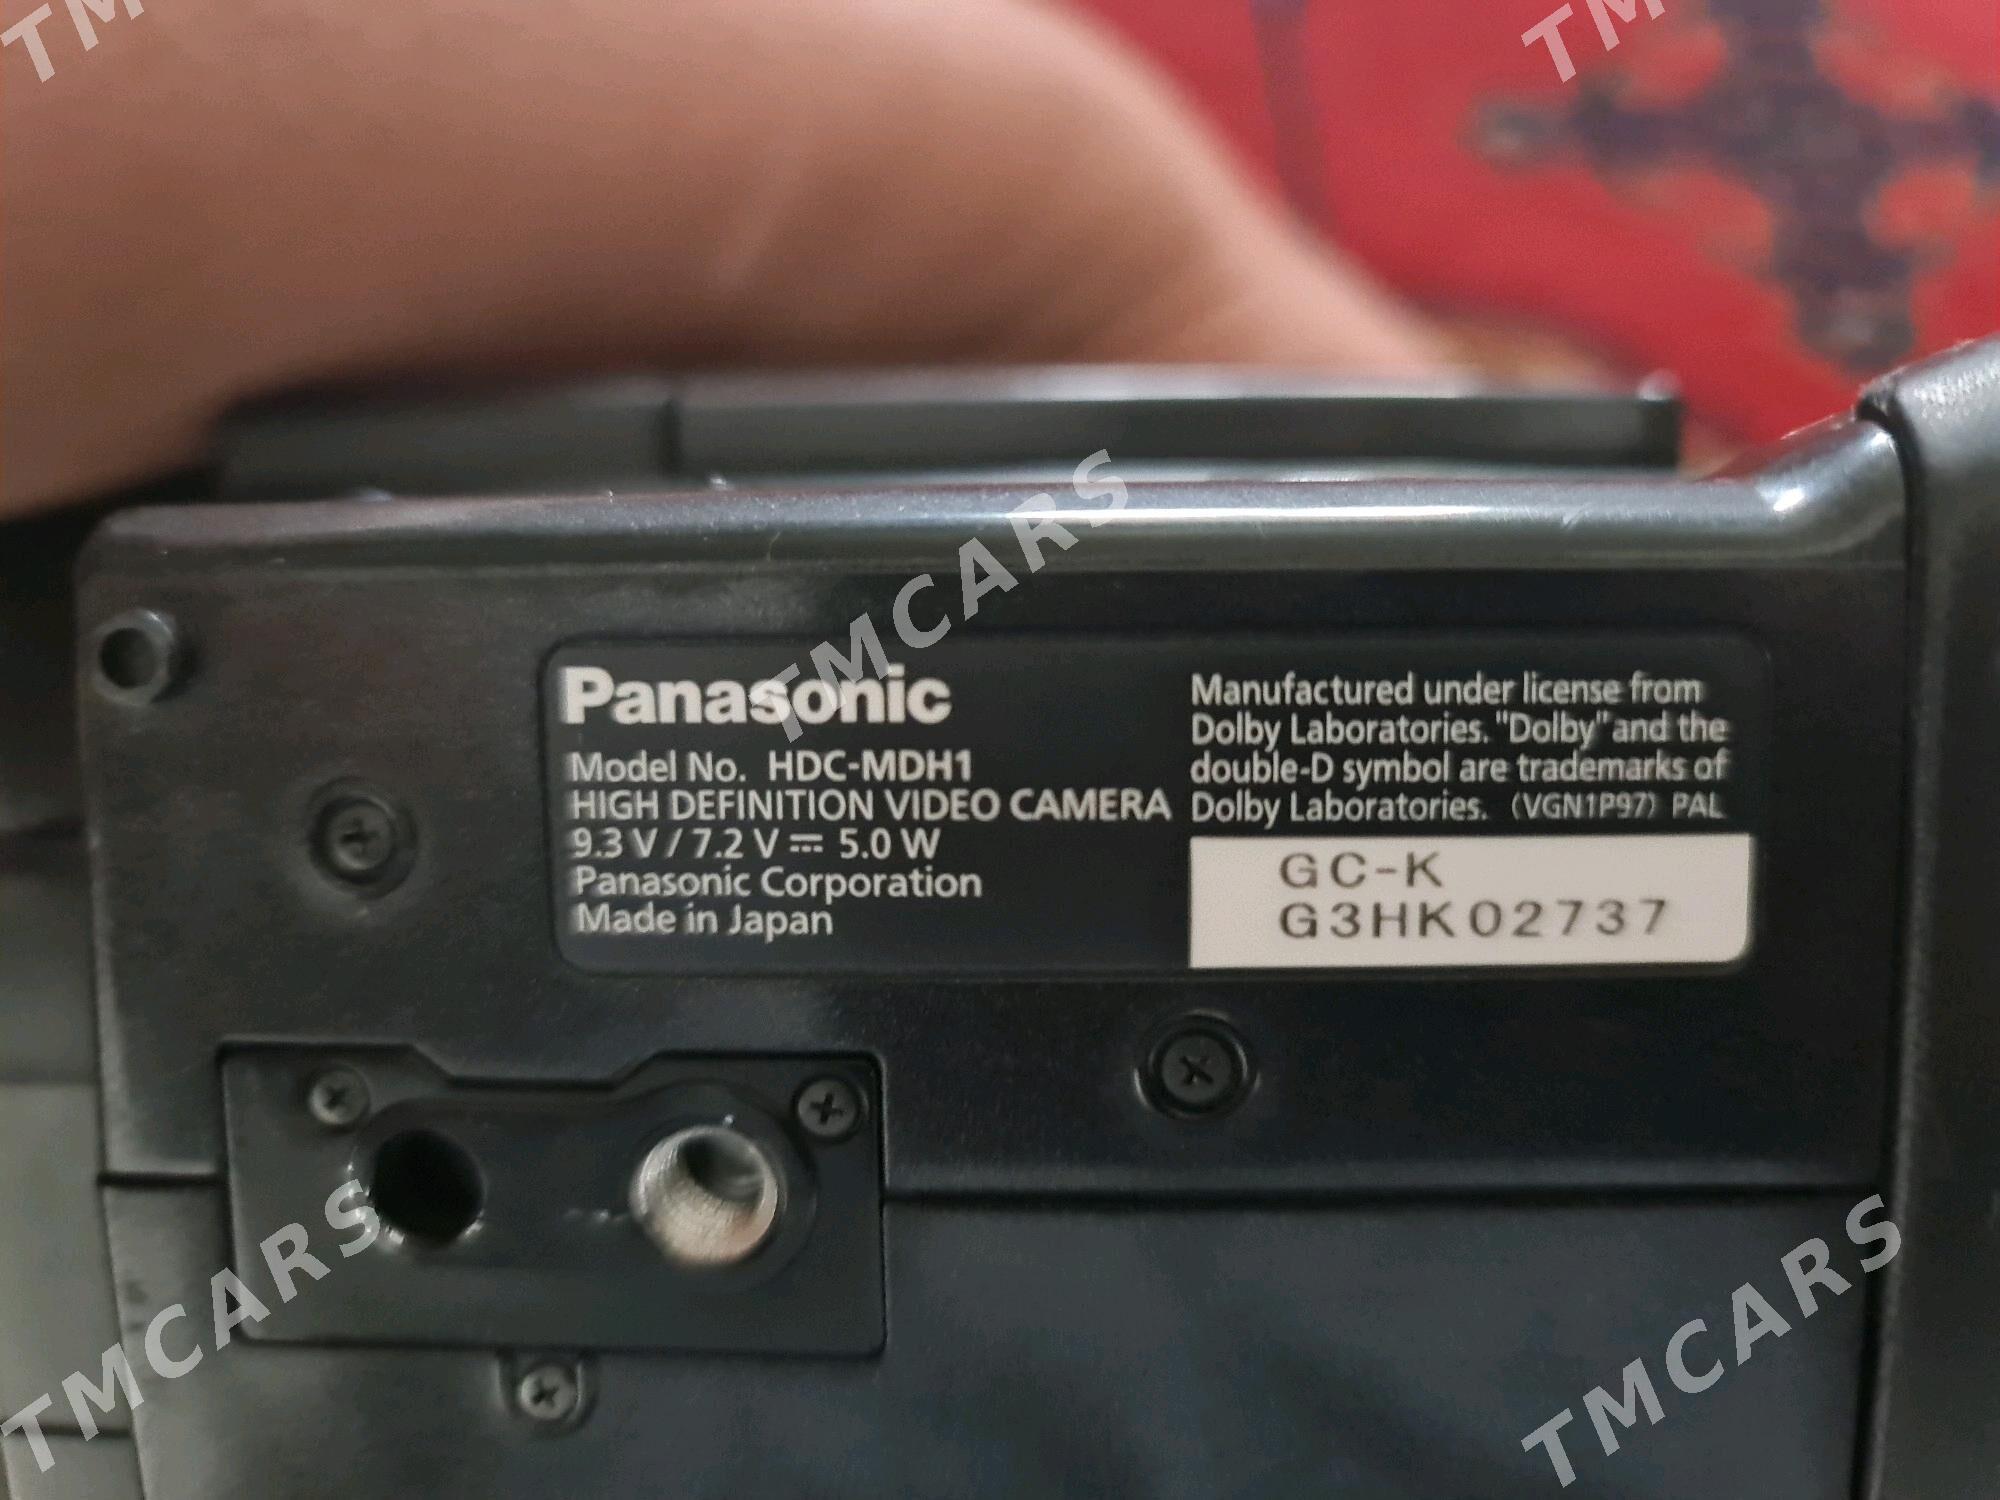 TMCARS
TMCARS
TMCARS
Panasonic
Model No. HDC-MDH1
HIGH DEFINITION VIDEO CAMERA
9.3 V / 7.2 V ⎓ 5.0 W
Panasonic Corporation
Made in Japan
Manufactured under license from
Dolby Laboratories. "Dolby" and the
double-D symbol are trademarks of
Dolby Laboratories. (VGN1P97) PAL
GC-K
G3HK02737
TMCARS
TMCARS